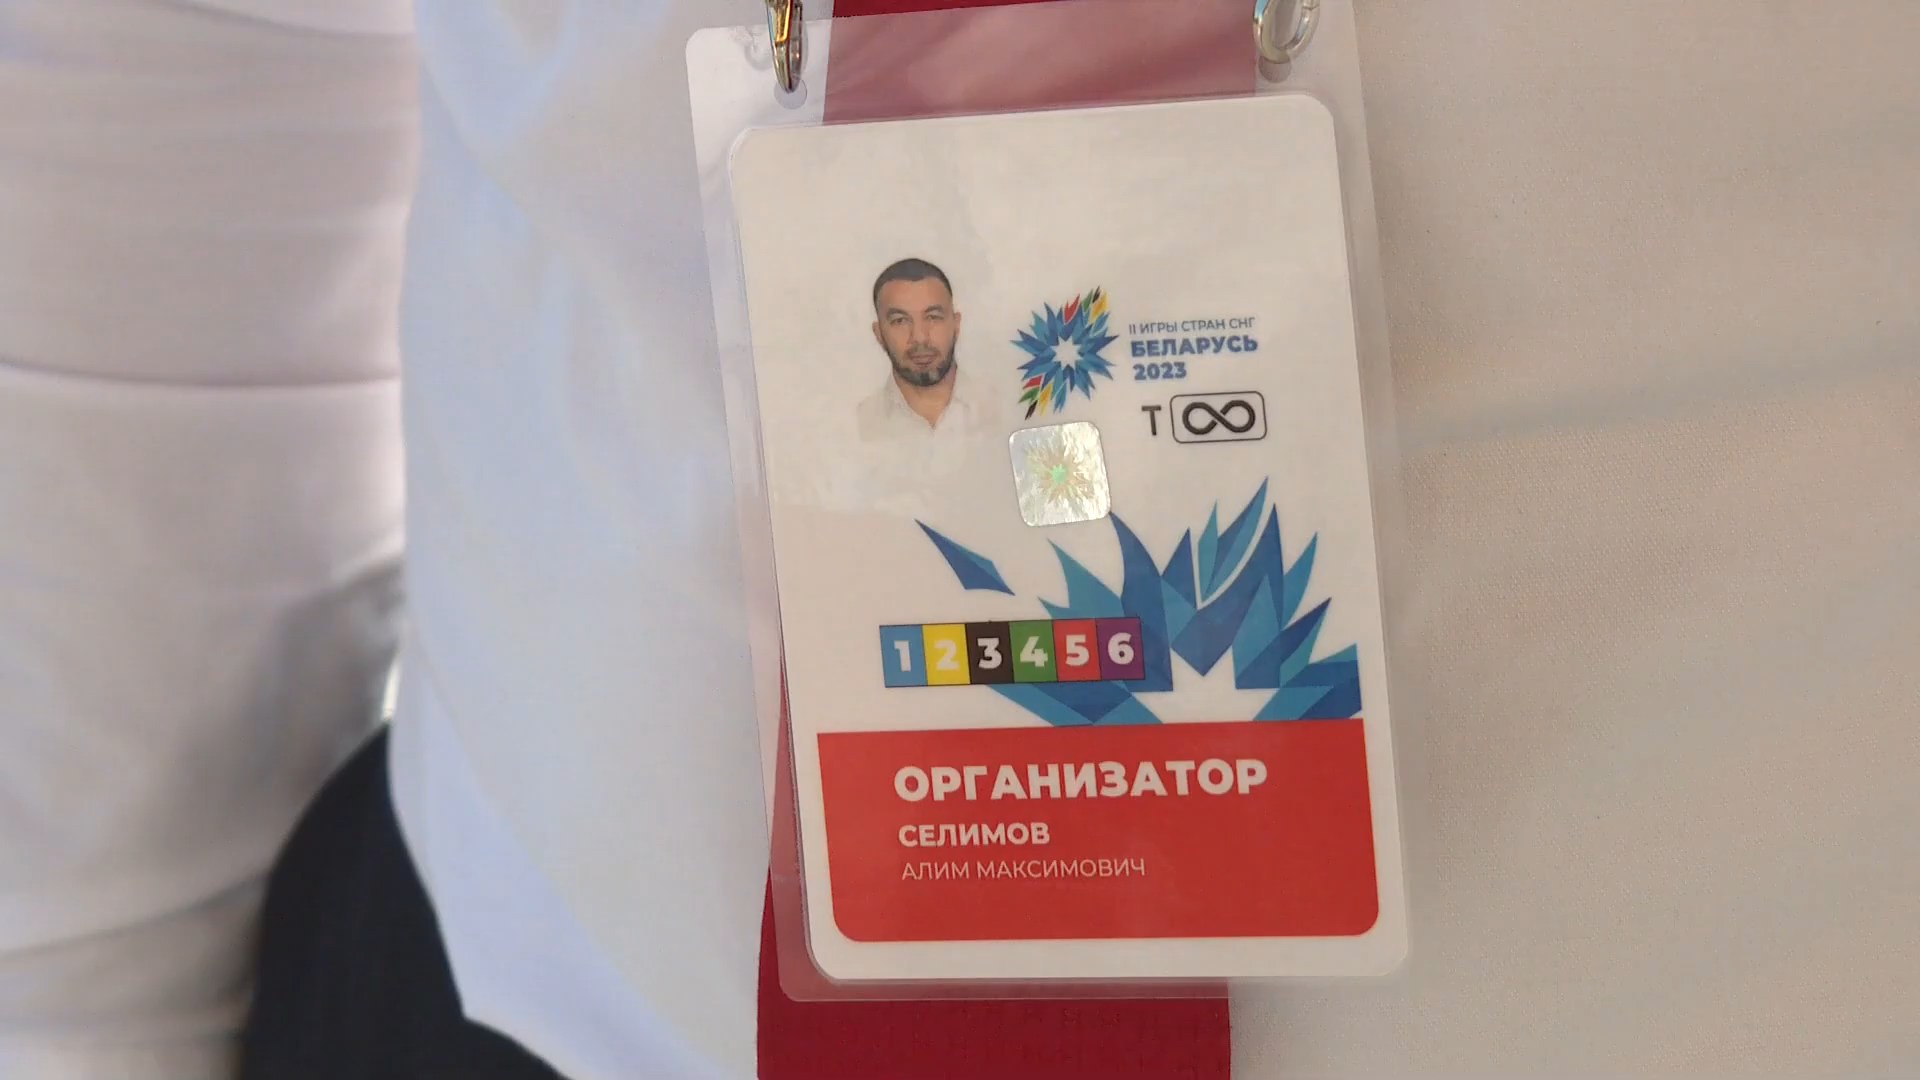 II ИГРЫ СТРАН СНГ
БЕЛАРУСЬ
2023
T ∞
1 2 3 4 5 6
ОРГАНИЗАТОР
СЕЛИМОВ
АЛИМ МАКСИМОВИЧ